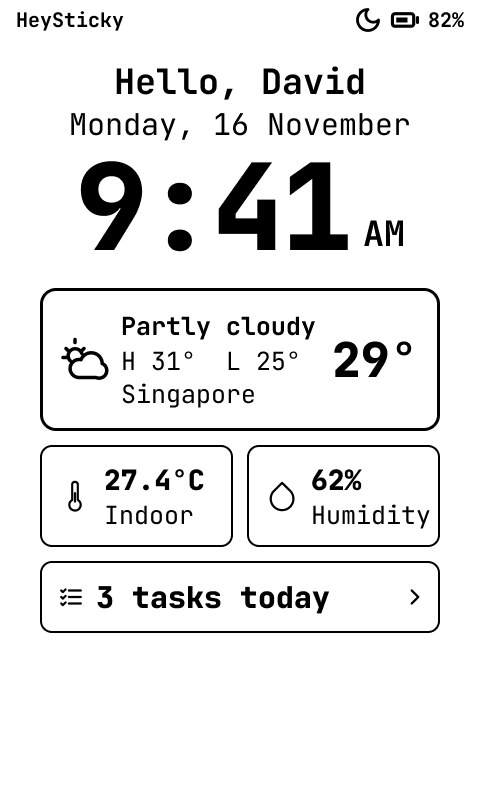 HeySticky
82%
Hello, David
Monday, 16 November
9:41 AM
Partly cloudy
H 31° L 25°
Singapore
29°
27.4°C
Indoor
62%
Humidity
3 tasks today